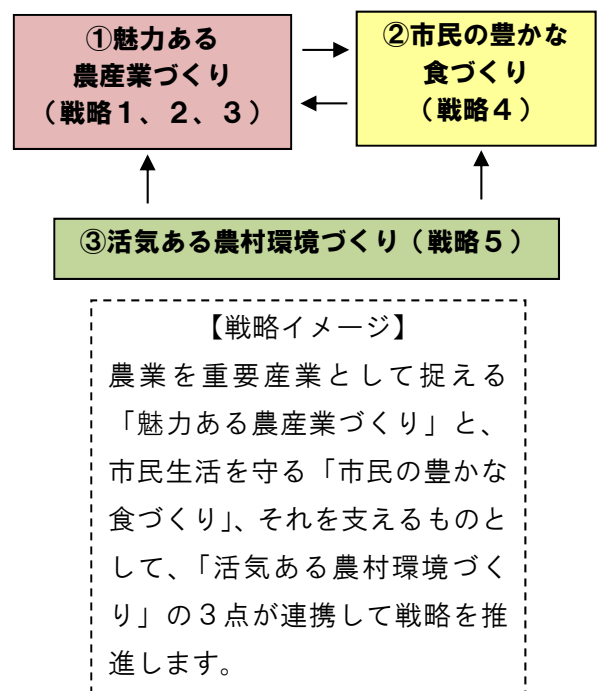 ①魅力ある
農産業づくり
（戦略１、２、３）
②市民の豊かな
食づくり
（戦略４）
③活気ある農村環境づくり（戦略５）
【戦略イメージ】
農業を重要産業として捉える
「魅力ある農産業づくり」と、
市民生活を守る「市民の豊かな
食づくり」、それを支えるものと
して、「活気ある農村環境づく
り」の３点が連携して戦略を推
進します。